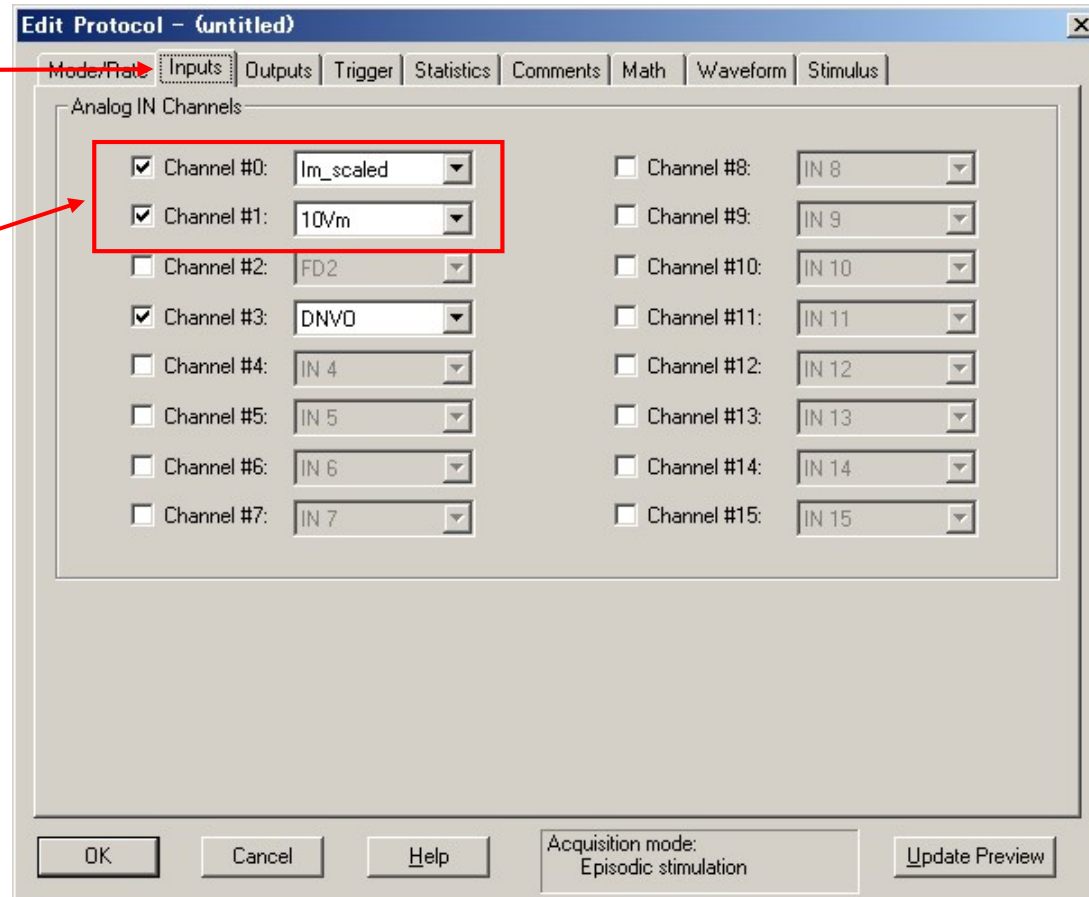 Edit Protocol - (untitled)
Mode/Rate Inputs Outputs Trigger Statistics Comments Math Waveform Stimulus
Analog IN Channels
Channel #0: Im_scaled
Channel #1: 10Vm
Channel #2: FD2
Channel #3: DNVO
Channel #4: IN 4
Channel #5: IN 5
Channel #6: IN 6
Channel #7: IN 7
Channel #8: IN 8
Channel #9: IN 9
Channel #10: IN 10
Channel #11: IN 11
Channel #12: IN 12
Channel #13: IN 13
Channel #14: IN 14
Channel #15: IN 15
OK Cancel Help
Acquisition mode:
Episodic stimulation
Update Preview